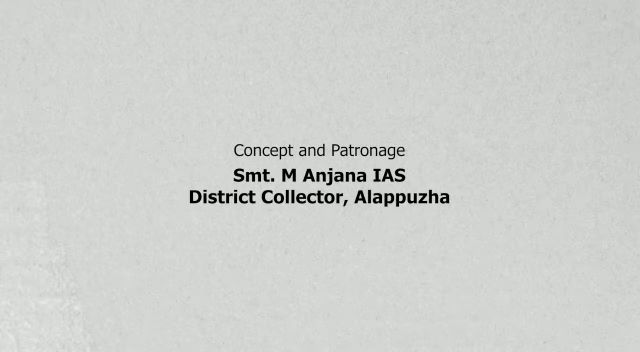 Concept and Patronage
Smt. M Anjana IAS
District Collector, Alappuzha